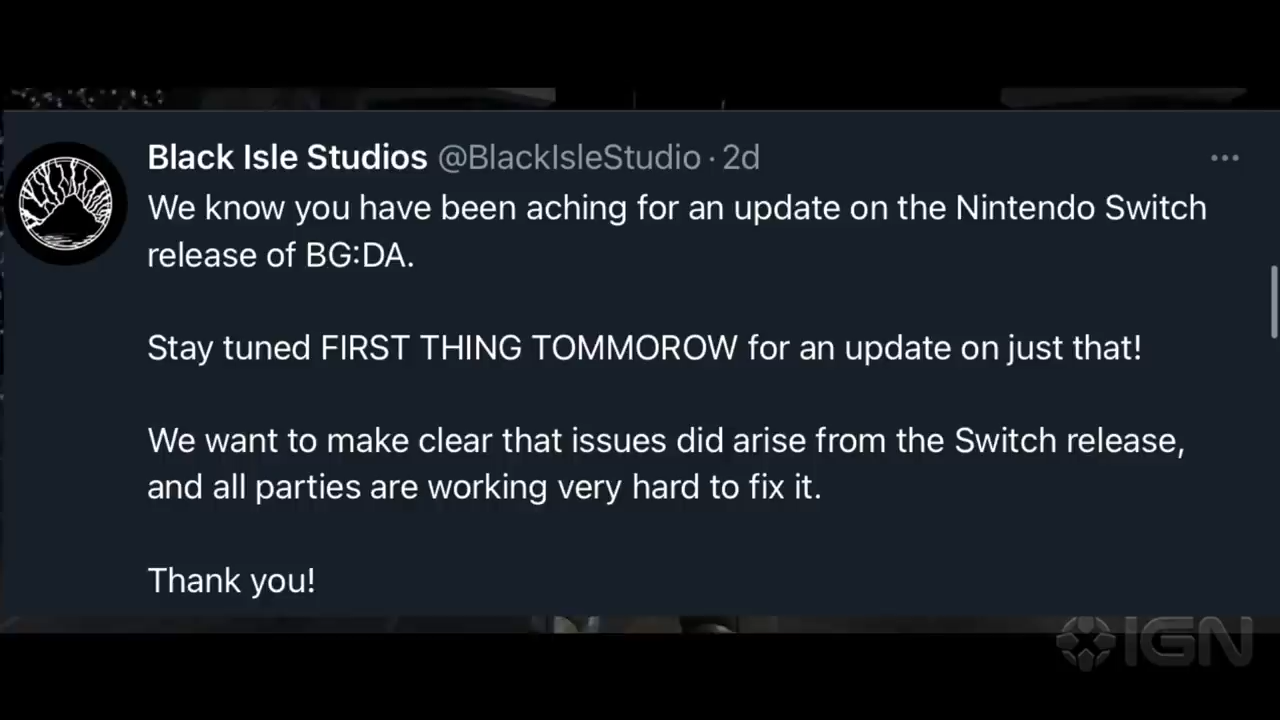 Black Isle Studios @BlackIsleStudio · 2d
We know you have been aching for an update on the Nintendo Switch
release of BG:DA.
Stay tuned FIRST THING TOMMOROW for an update on just that!
We want to make clear that issues did arise from the Switch release,
and all parties are working very hard to fix it.
Thank you!
IGN